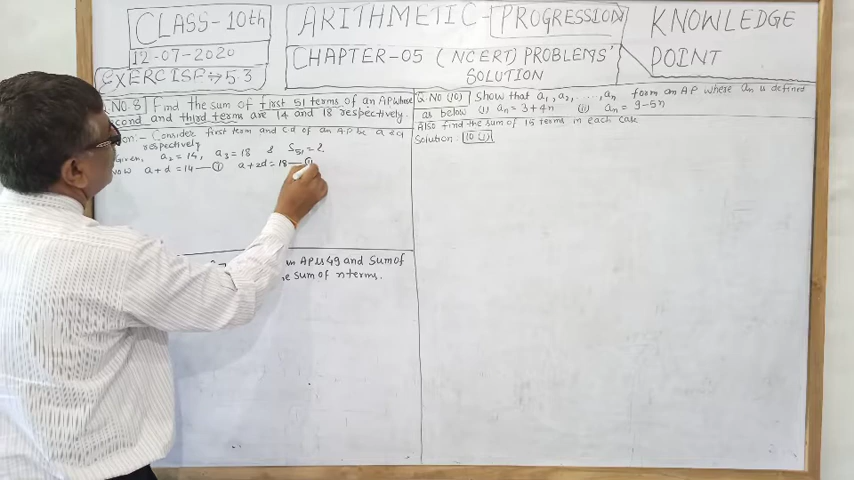 CLASS-10th
12-07-2020
EXERCISE → 5.3
ARITHMETIC-PROGRESSION
CHAPTER-05 (NCERT) PROBLEMS'
SOLUTION
KNOWLEDGE
POINT
Q.NO.8 Find the sum of first 51 terms of an AP whose
second and third terms are 14 and 18 respectively.
on:- Consider first term and c.d of an AP be a & d
respectively
Given, a₂ = 14, a₃ = 18 & S₅₁ = ?
Now a+d = 14 —① a+2d = 18 —
an AP is 49 and sum of
the sum of n terms.
Q.NO (10) Show that a₁, a₂, ....., aₙ form an AP where aₙ is defined
as below (i) aₙ = 3+4n (ii) aₙ = 9-5n
Also find the sum of 15 terms in each case
Solution: 10 (i)